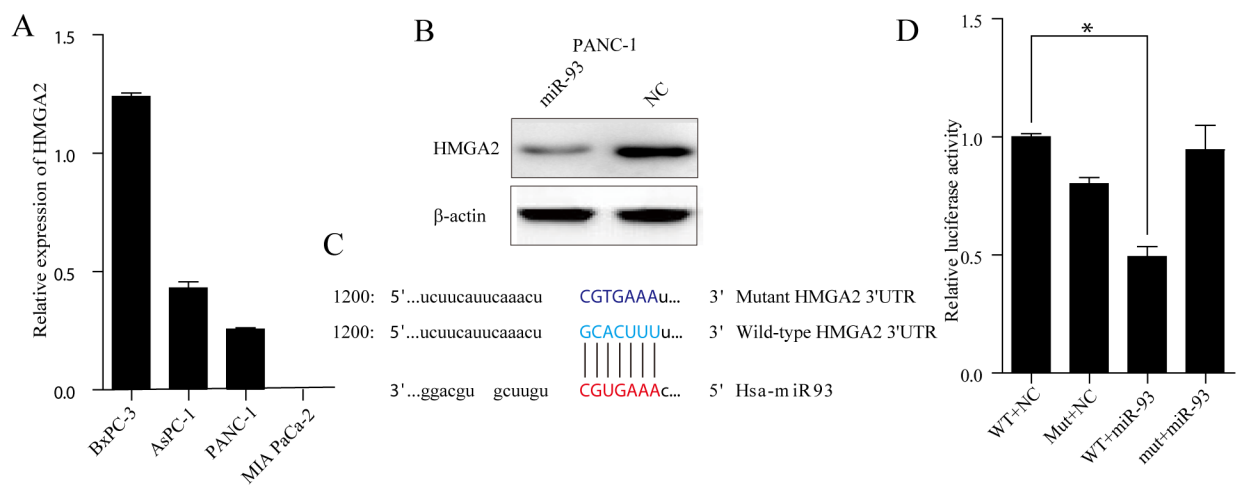 A
Relative expression of HMGA2
1.5
1.0
0.5
0.0
BxPC-3
AsPC-1
PANC-1
MIA PaCa-2
B
PANC-1
miR-93
NC
HMGA2
β-actin
C
1200: 5'...ucuucauucaaacu CGTGAAAu... 3' Mutant HMGA2 3'UTR
1200: 5'...ucuucauucaaacu GCACUUUu... 3' Wild-type HMGA2 3'UTR
3'...ggacgu gcuugu CGUGAAAc... 5' Hsa-miR93
D
Relative luciferase activity
1.5
1.0
0.5
0.0
*
WT+NC
Mut+NC
WT+miR-93
mut+miR-93